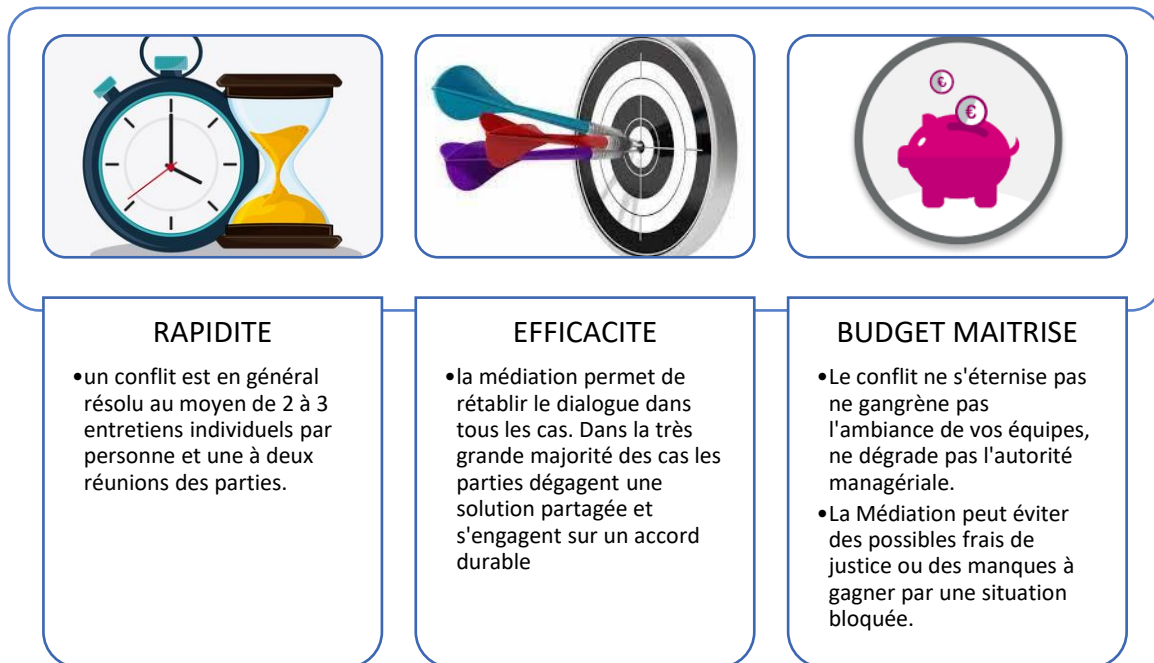 €
€
RAPIDITE
•un conflit est en général
résolu au moyen de 2 à 3
entretiens individuels par
personne et une à deux
réunions des parties.
EFFICACITE
•la médiation permet de
rétablir le dialogue dans
tous les cas. Dans la très
grande majorité des cas les
parties dégagent une
solution partagée et
s'engagent sur un accord
durable
BUDGET MAITRISE
•Le conflit ne s'éternise pas
ne gangrène pas
l'ambiance de vos équipes,
ne dégrade pas l'autorité
managériale.
•La Médiation peut éviter
des possibles frais de
justice ou des manques à
gagner par une situation
bloquée.